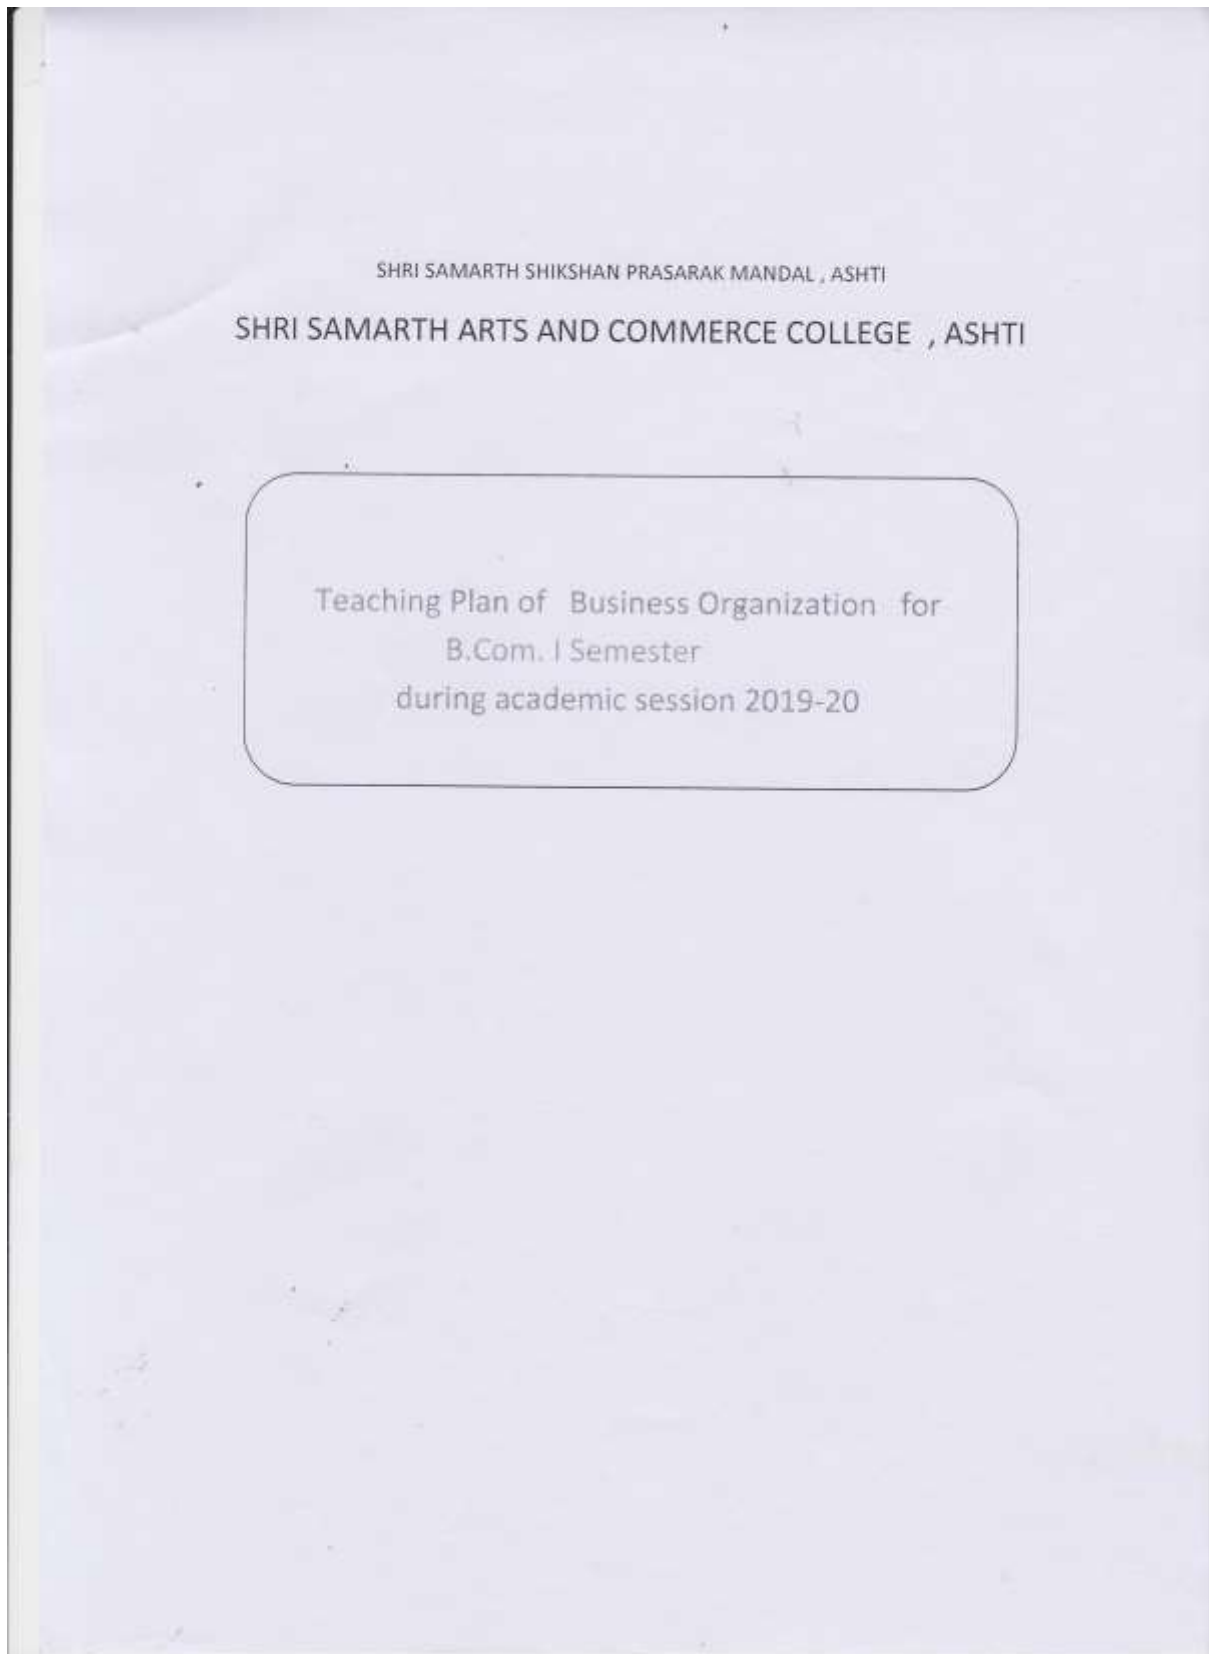 SHRI SAMARTH SHIKSHAN PRASARAK MANDAL , ASHTI
SHRI SAMARTH ARTS AND COMMERCE COLLEGE , ASHTI
Teaching Plan of Business Organization for
B.Com. I Semester
during academic session 2019-20